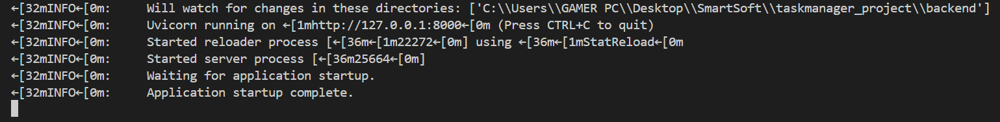 ←[32mINFO←[0m:     Will watch for changes in these directories: ['C:\\Users\\GAMER PC\\Desktop\\SmartSoft\\taskmanager_project\\backend']
←[32mINFO←[0m:     Uvicorn running on ←[1mhttp://127.0.0.1:8000←[0m (Press CTRL+C to quit)
←[32mINFO←[0m:     Started reloader process [←[36m←[1m22272←[0m] using ←[36m←[1mStatReload←[0m
←[32mINFO←[0m:     Started server process [←[36m25664←[0m]
←[32mINFO←[0m:     Waiting for application startup.
←[32mINFO←[0m:     Application startup complete.